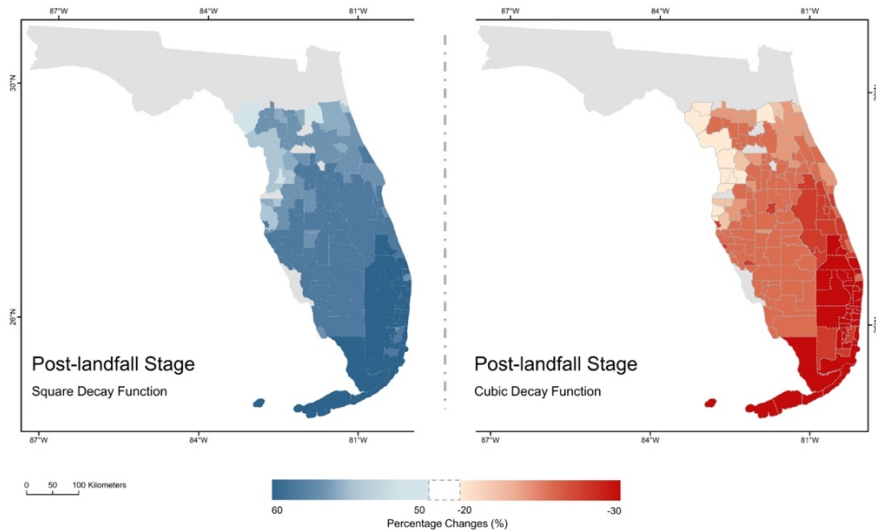 87°W 84°W 81°W 87°W 84°W 81°W
30°N
26°N
Post-landfall Stage
Square Decay Function
Post-landfall Stage
Cubic Decay Function
87°W 84°W 81°W 87°W 84°W 81°W
0 50 100 Kilometers
60 50 -20 -30
Percentage Changes (%)